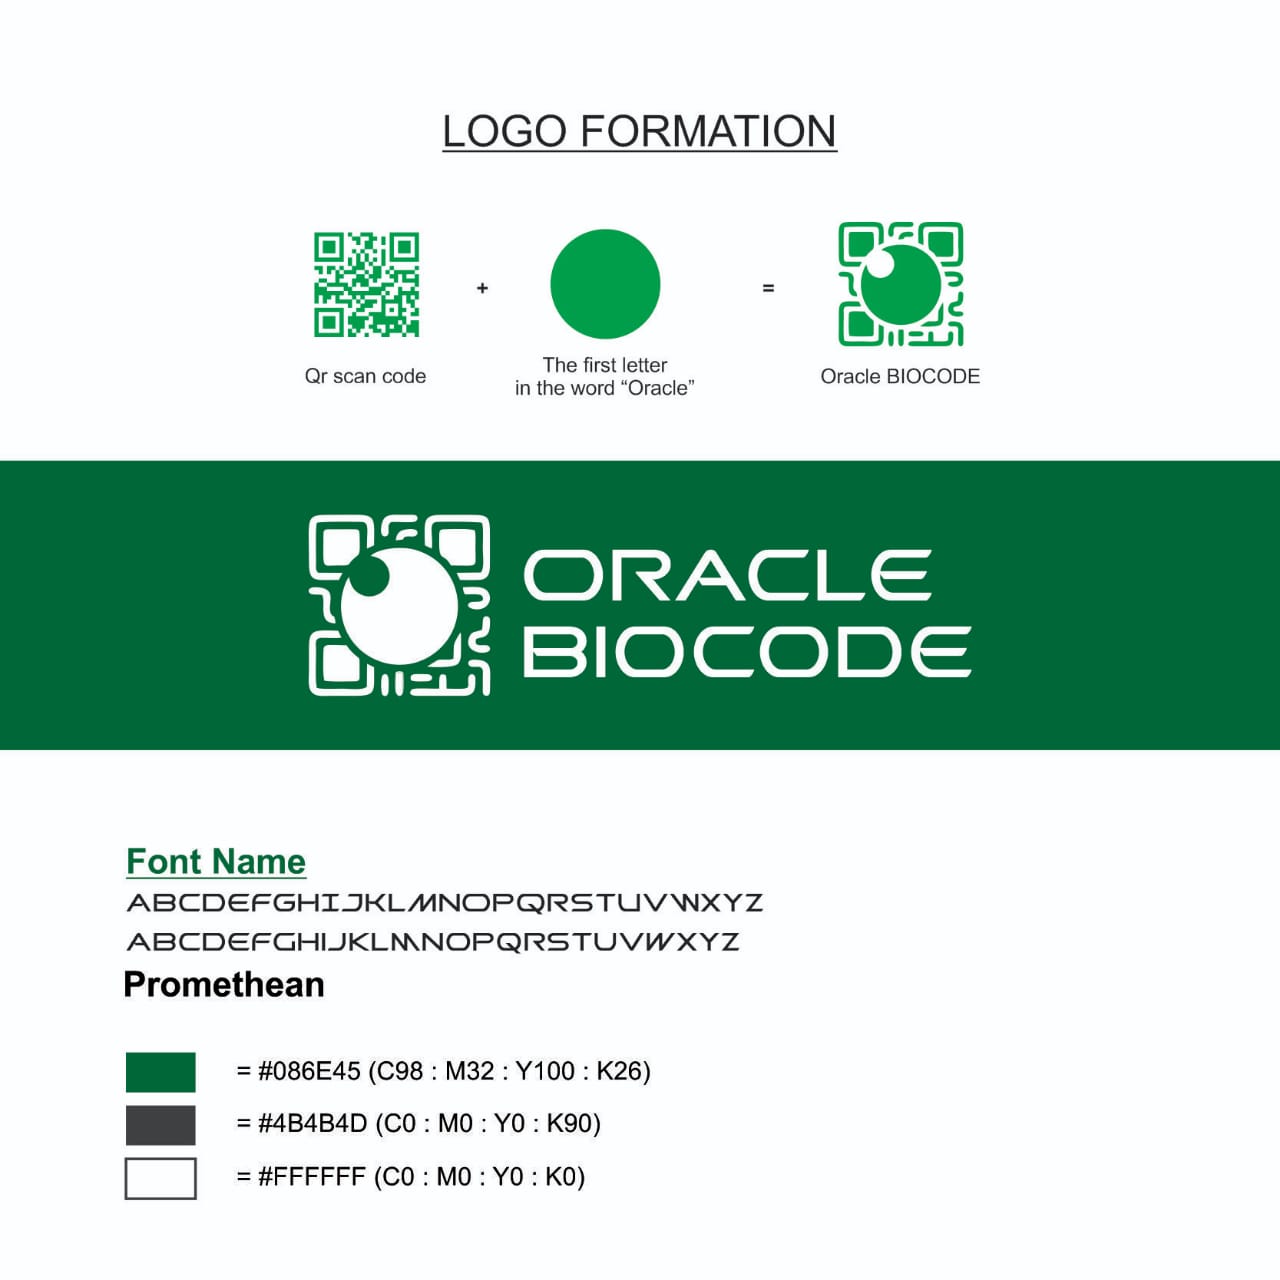 LOGO FORMATION
+
=
Qr scan code
The first letter
in the word “Oracle”
Oracle BIOCODE
ORACLE
BIOCODE
Font Name
ABCDEFGHIJKLMNOPQRSTUVWXYZ
ABCDEFGHIJKLMNOPQRSTUVWXYZ
Promethean
= #086E45 (C98 : M32 : Y100 : K26)
= #4B4B4D (C0 : M0 : Y0 : K90)
= #FFFFFF (C0 : M0 : Y0 : K0)